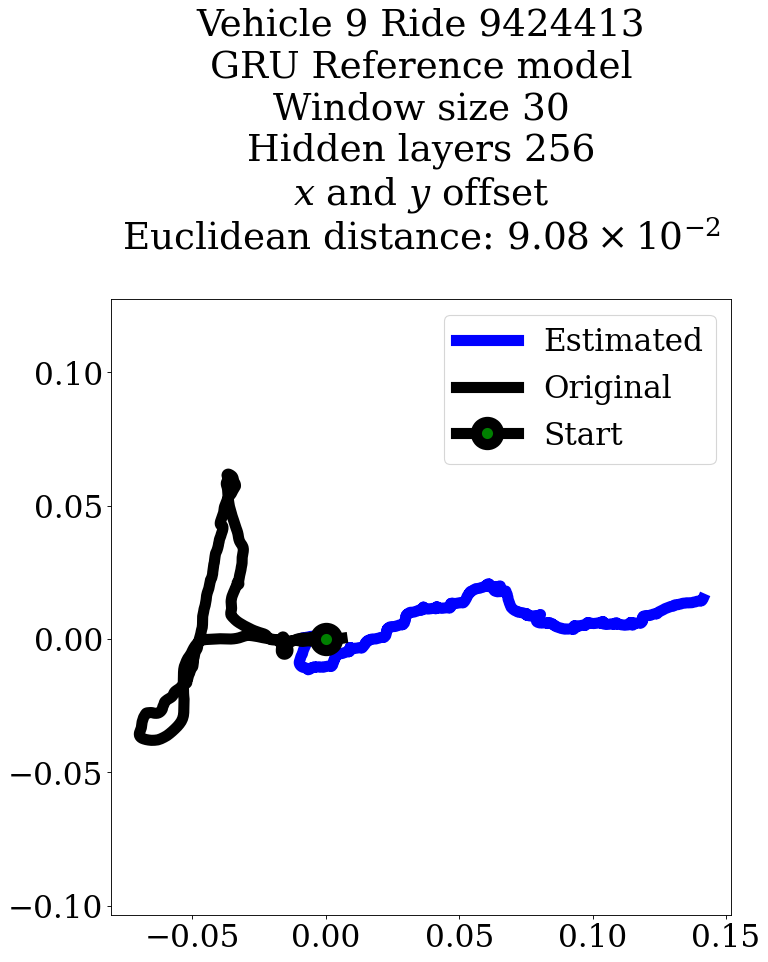 Vehicle 9 Ride 9424413
GRU Reference model
Window size 30
Hidden layers 256
x and y offset
Euclidean distance: 9.08 × 10⁻²
Estimated
Original
Start
0.10
0.05
0.00
−0.05
−0.10
−0.05 0.00 0.05 0.10 0.15